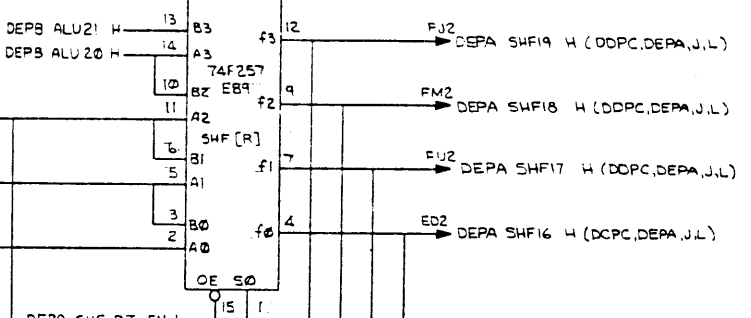 DEPB ALU21 H 13 B3 f3 12 FJ2 DEPA SHF19 H (DDPC,DEPA,J,L)
DEPB ALU20 H 14 A3
74F257
10 B2 E89 f2 9 FM2 DEPA SHF18 H (DDPC,DEPA,J,L)
11 A2
SHF [R]
6 B1 f1 7 FU2 DEPA SHF17 H (DDPC,DEPA,J,L)
5 A1
3 B0 f0 4 ED2 DEPA SHF16 H (DCPC,DEPA,J,L)
2 A0
OE S0
15 1